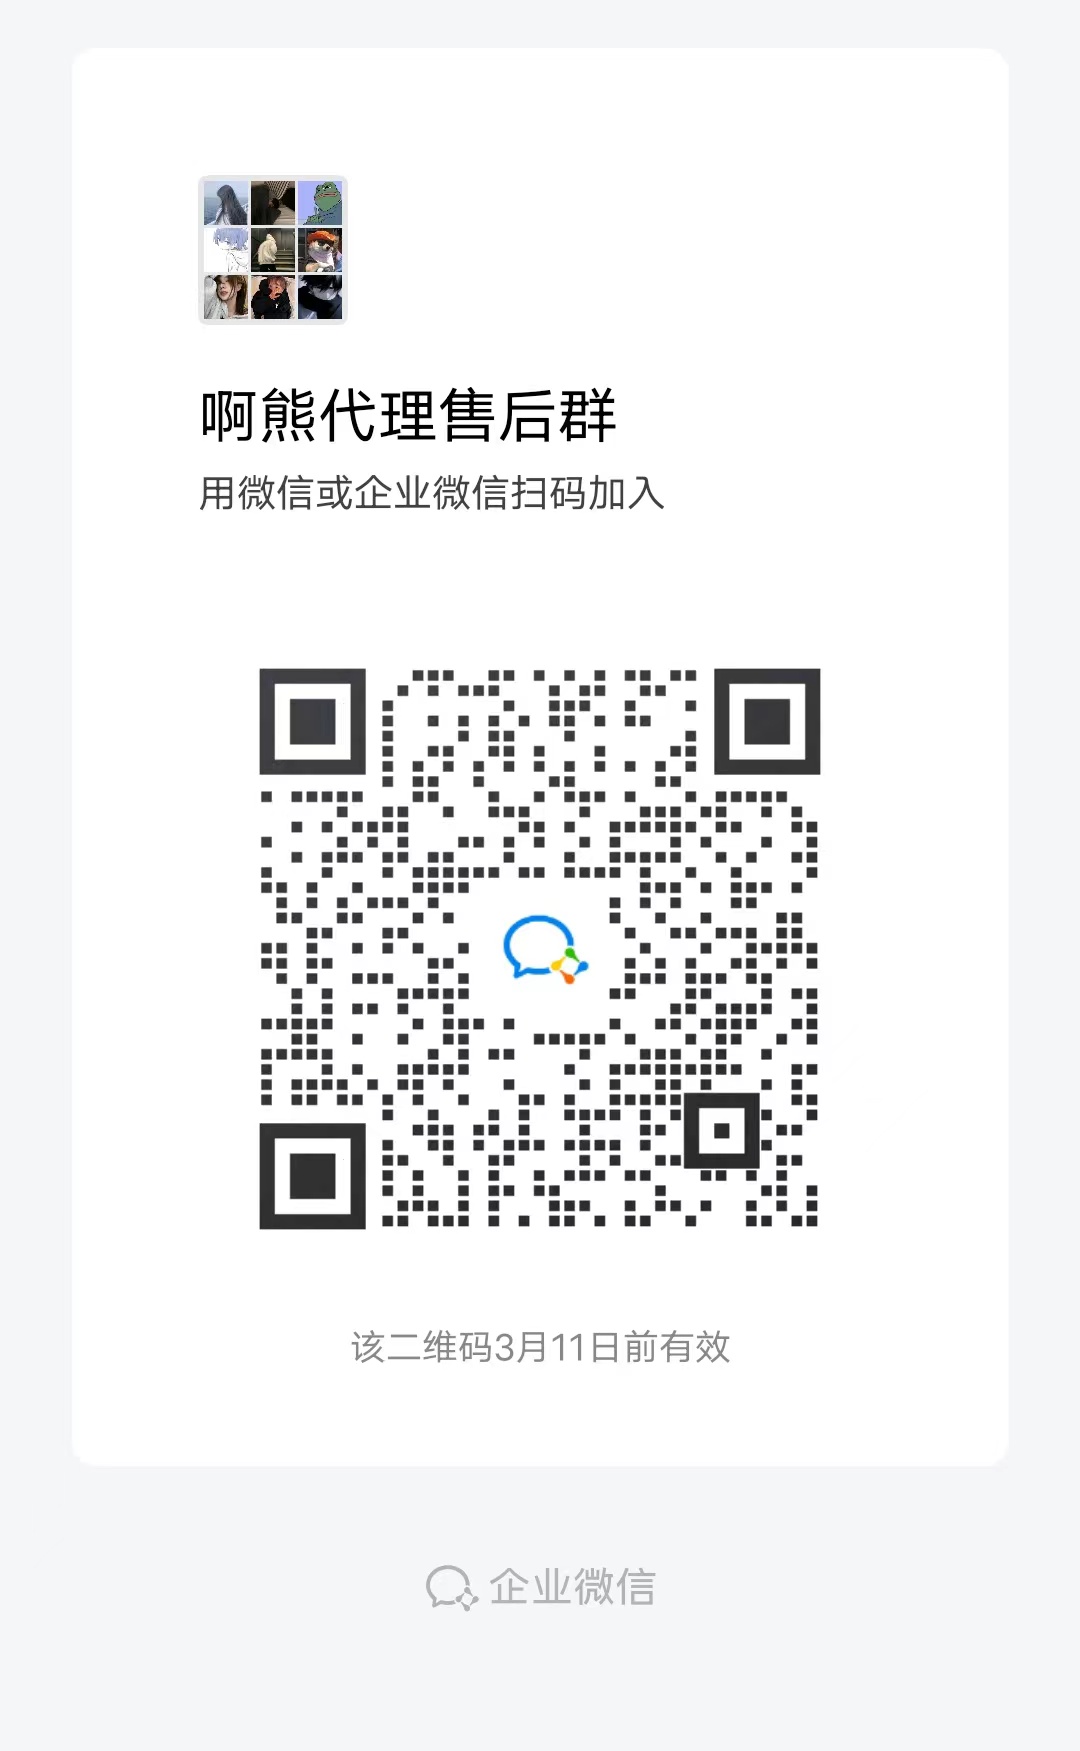 啊熊代理售后群
用微信或企业微信扫码加入
该二维码3月11日前有效
企业微信